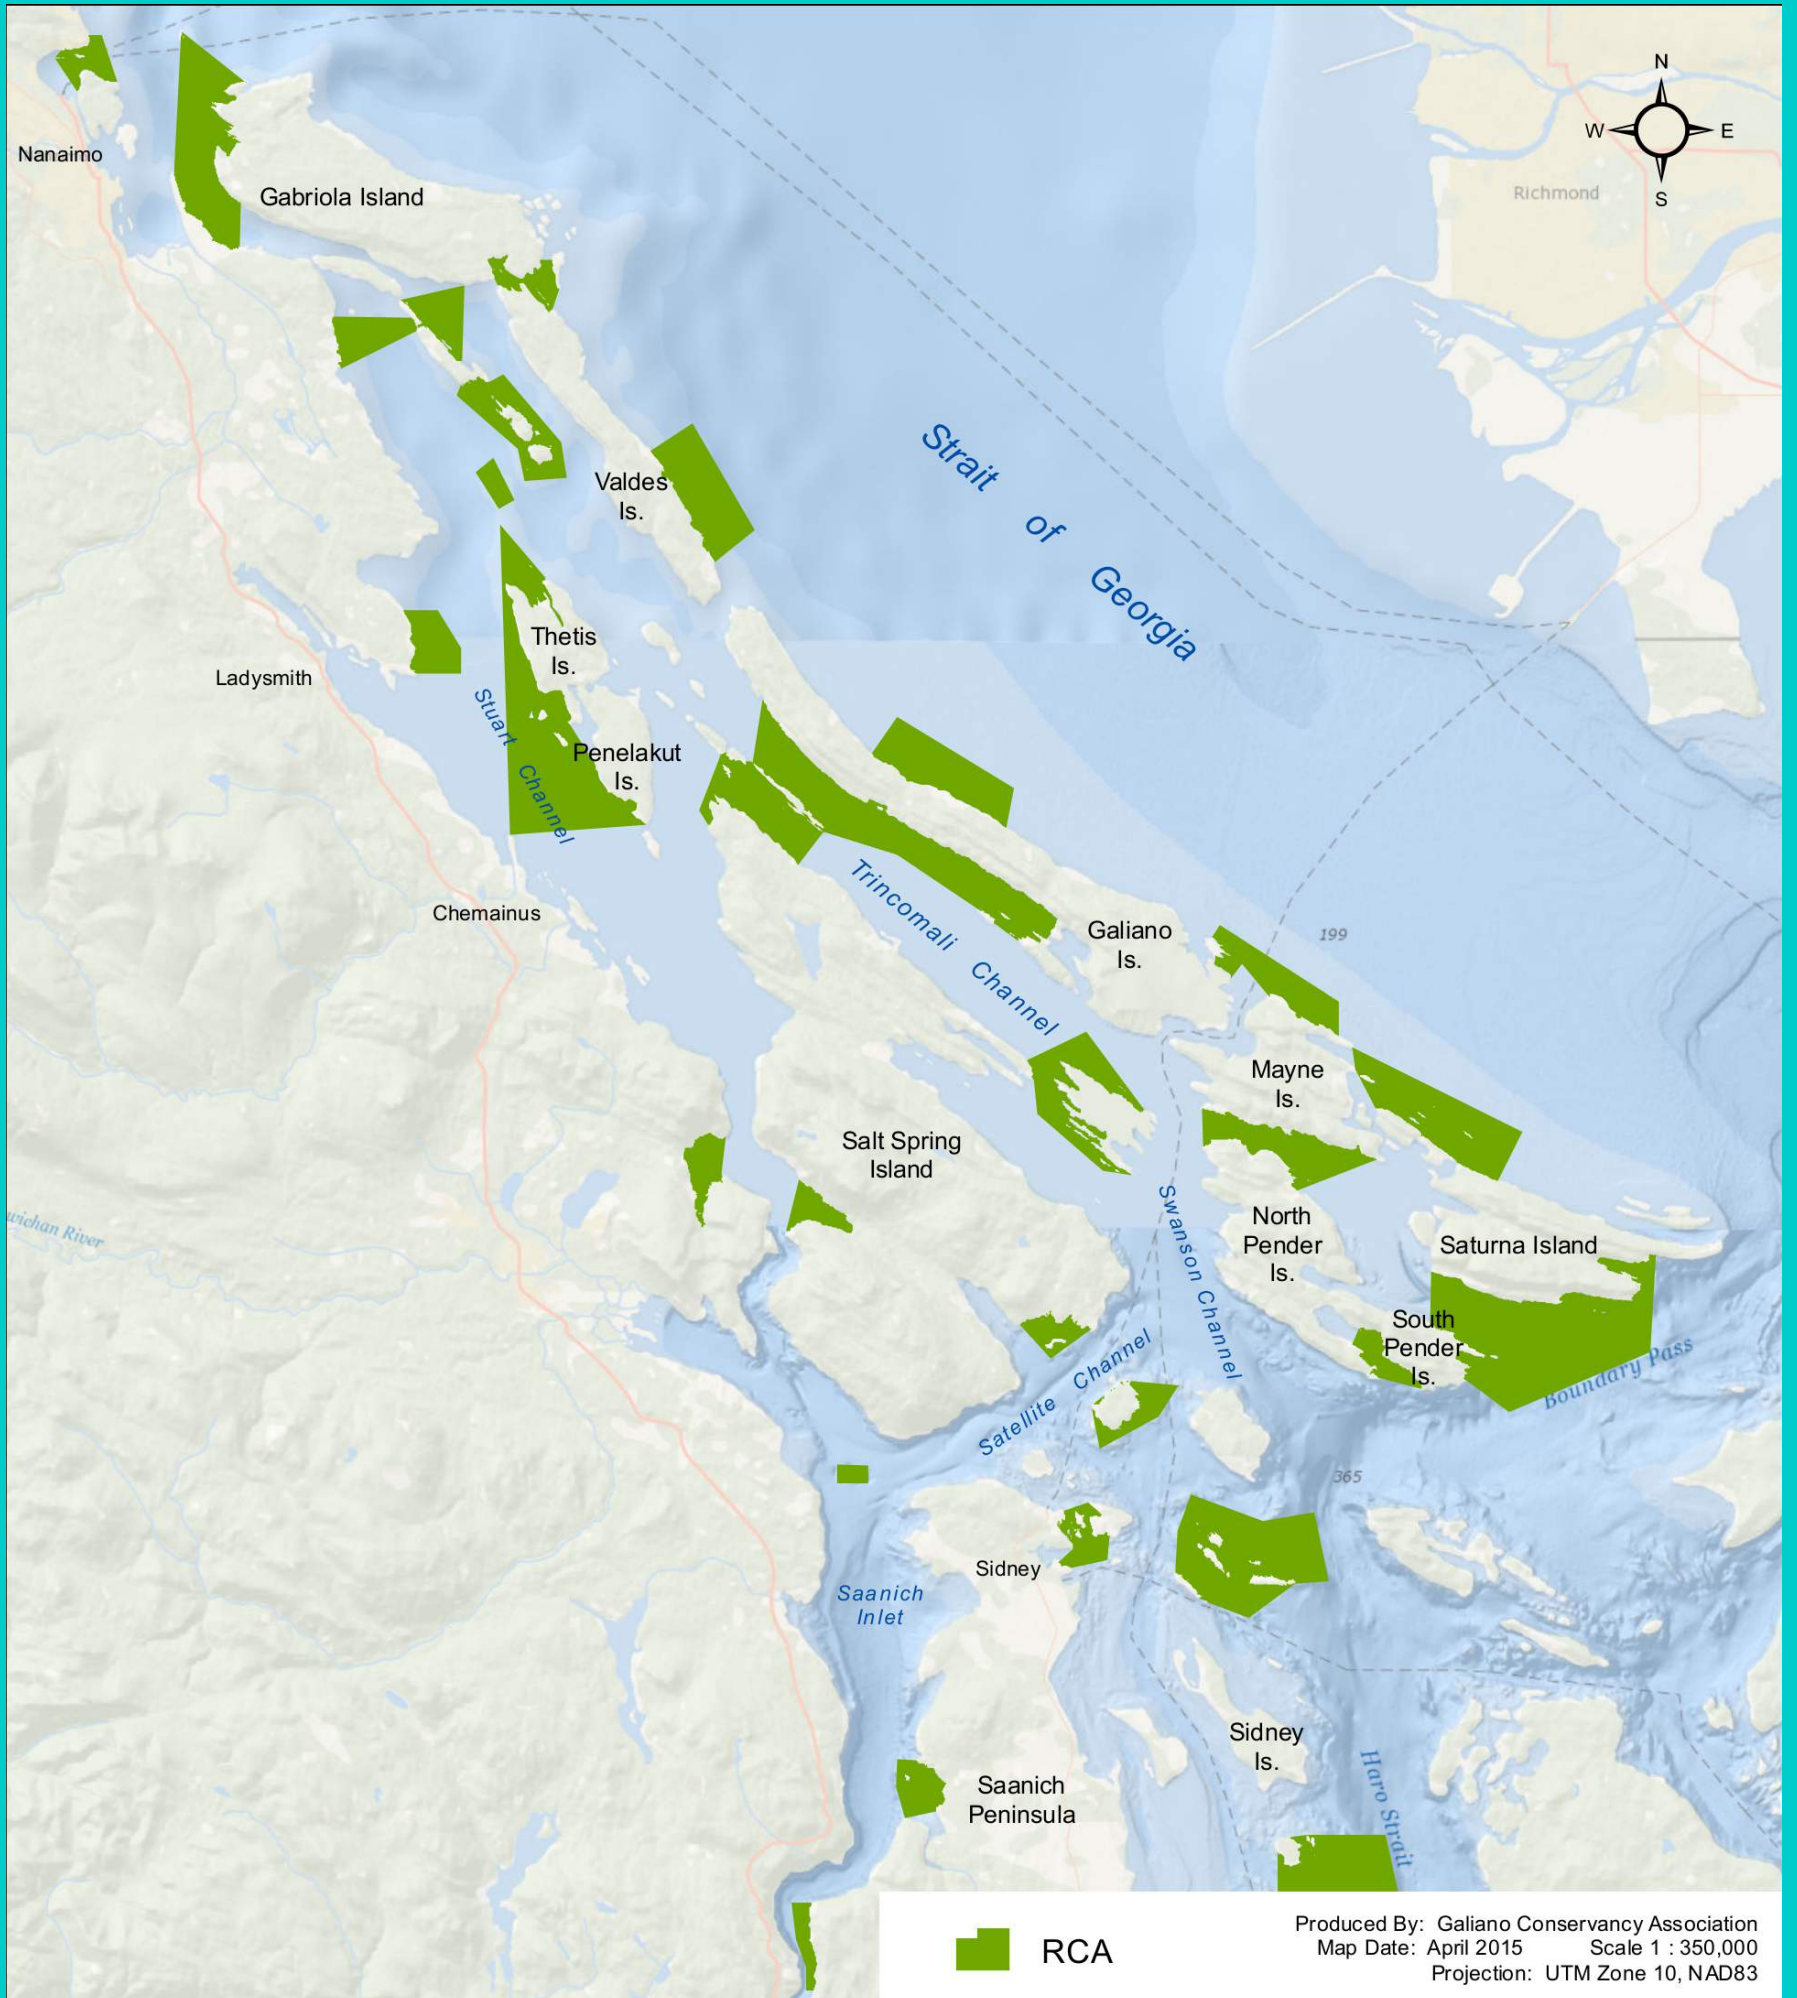 N
W E
S
Nanaimo
Richmond
Gabriola Island
Strait
of
Georgia
Valdes
Is.
Thetis
Is.
Ladysmith
Stuart
Channel
Penelakut
Is.
Trincomali
Channel
Chemainus
Galiano
Is.
199
Mayne
Is.
Salt Spring
Island
Swanson Channel
wichan River
North
Pender
Is.
Saturna Island
South
Pender
Is.
Boundary Pass
Satellite Channel
365
Sidney
Saanich
Inlet
Sidney
Is.
Haro Strait
Saanich
Peninsula
RCA
Produced By: Galiano Conservancy Association
Map Date: April 2015 Scale 1 : 350,000
Projection: UTM Zone 10, NAD83